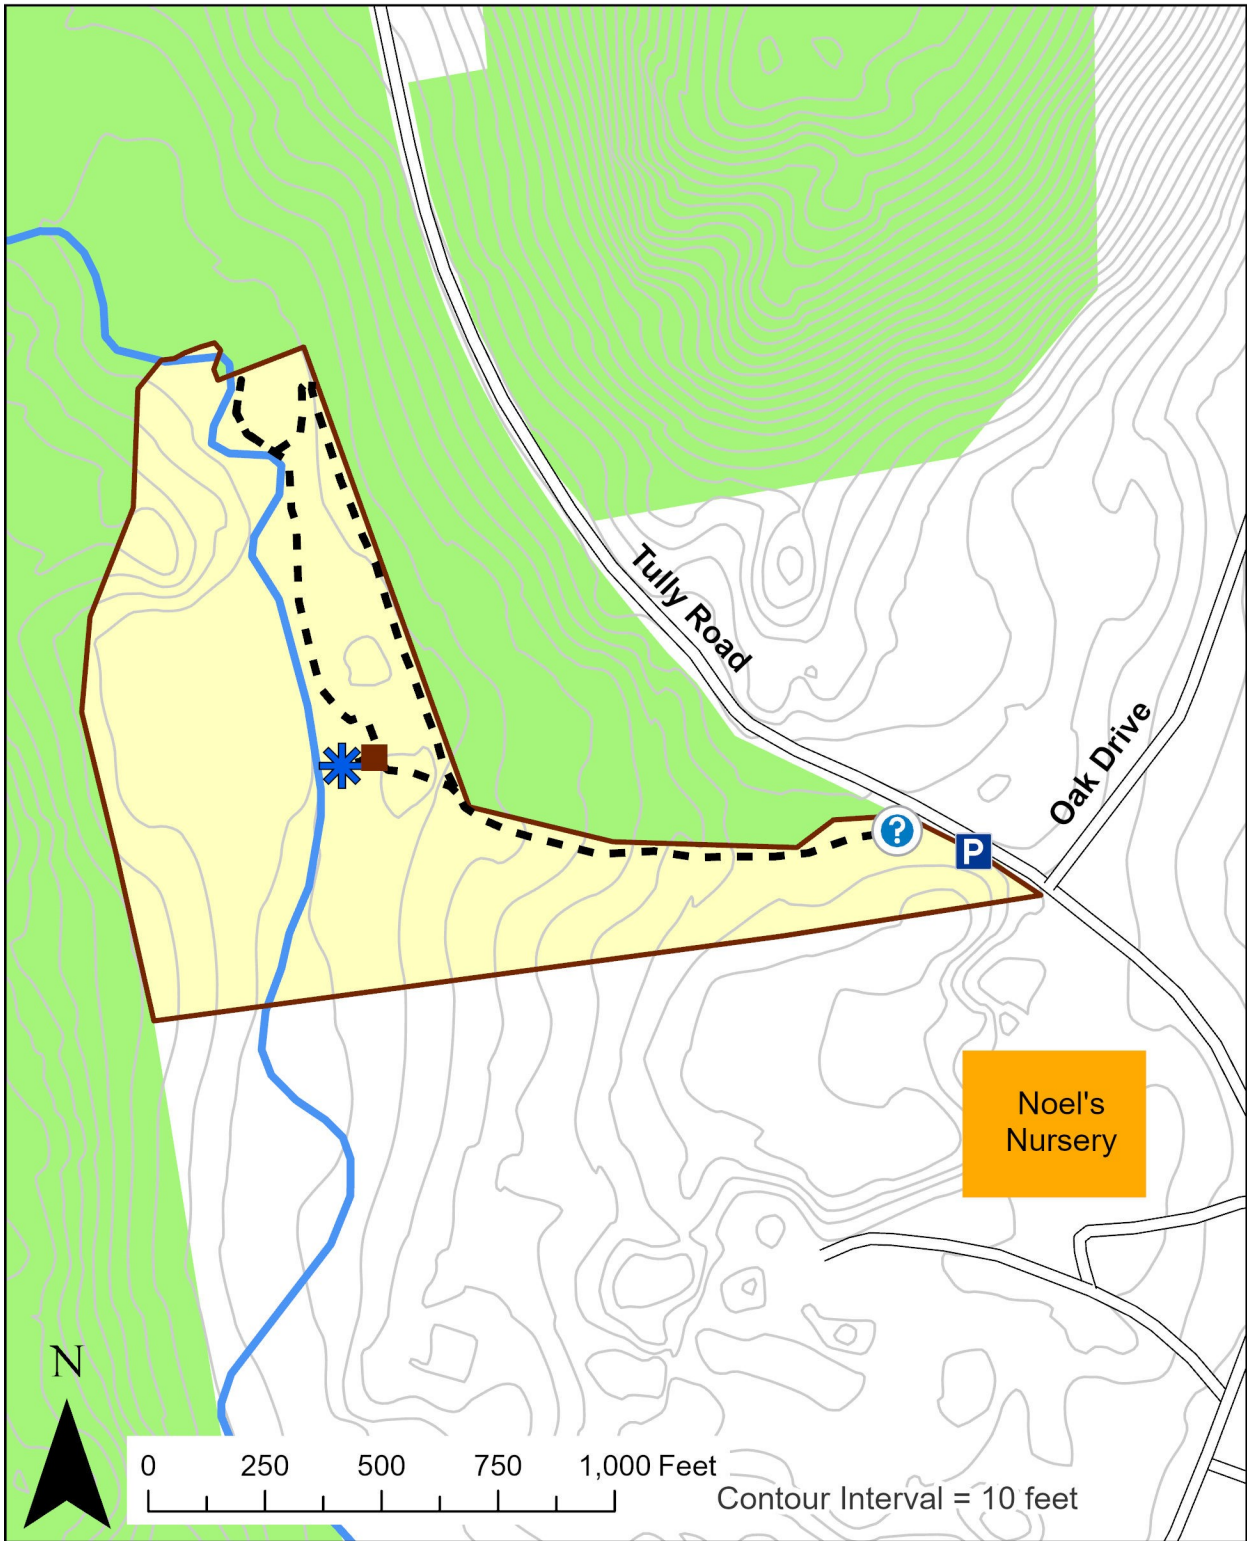 Tully Road
Oak Drive
?
P
Noel's
Nursery
N
0 250 500 750 1,000 Feet
Contour Interval = 10 feet